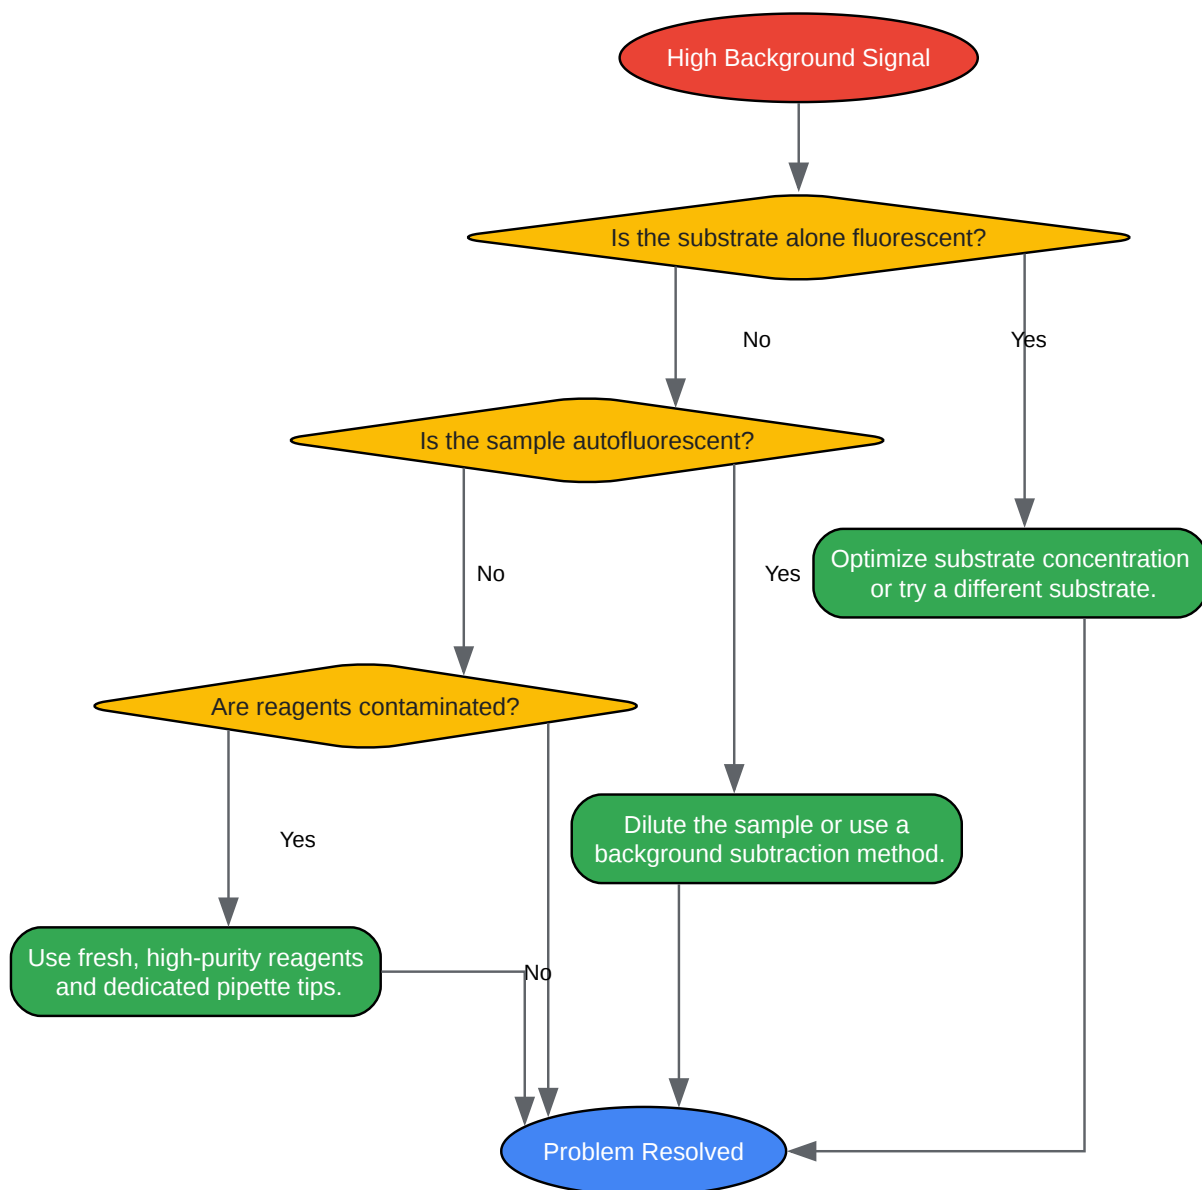 High Background Signal
Is the substrate alone fluorescent?
No
Yes
Is the sample autofluorescent?
Optimize substrate concentration
or try a different substrate.
No
Yes
Are reagents contaminated?
Dilute the sample or use a
background subtraction method.
Yes
Use fresh, high-purity reagents
and dedicated pipette tips.
No
Problem Resolved